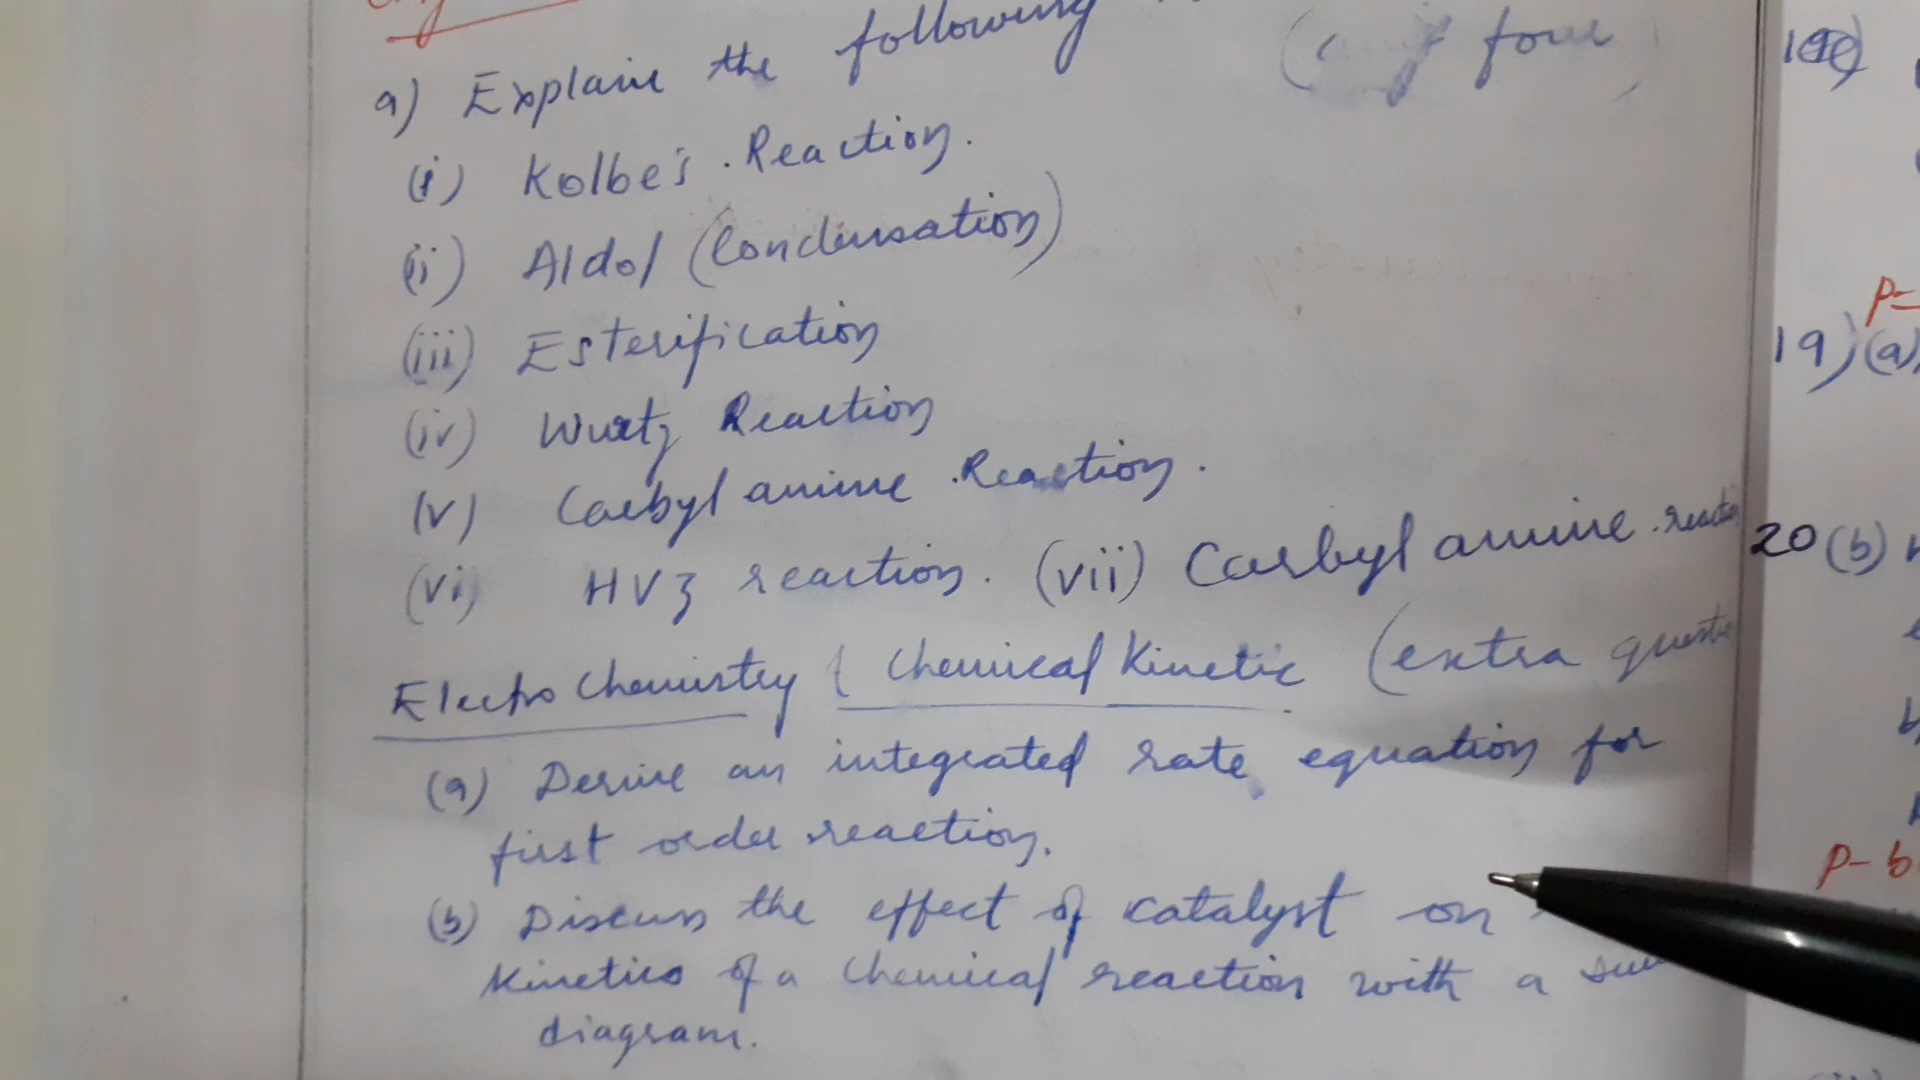 a) Explain the following (any four)
(i) Kolbe's Reaction.
(ii) Aldol (Condensation)
(iii) Esterification
(iv) Wurtz Reaction
(v) Carbyl amine Reaction.
(vi) HVZ reaction. (vii) Carbyl amine
Electro Chemistry & Chemical Kinetic (extra
(a) Derive an integrated rate equation for
first order reaction.
(b) Discuss the effect of catalyst on
kinetics of a Chemical reaction with a
diagram.
19) (a)
20 (b)
P-b